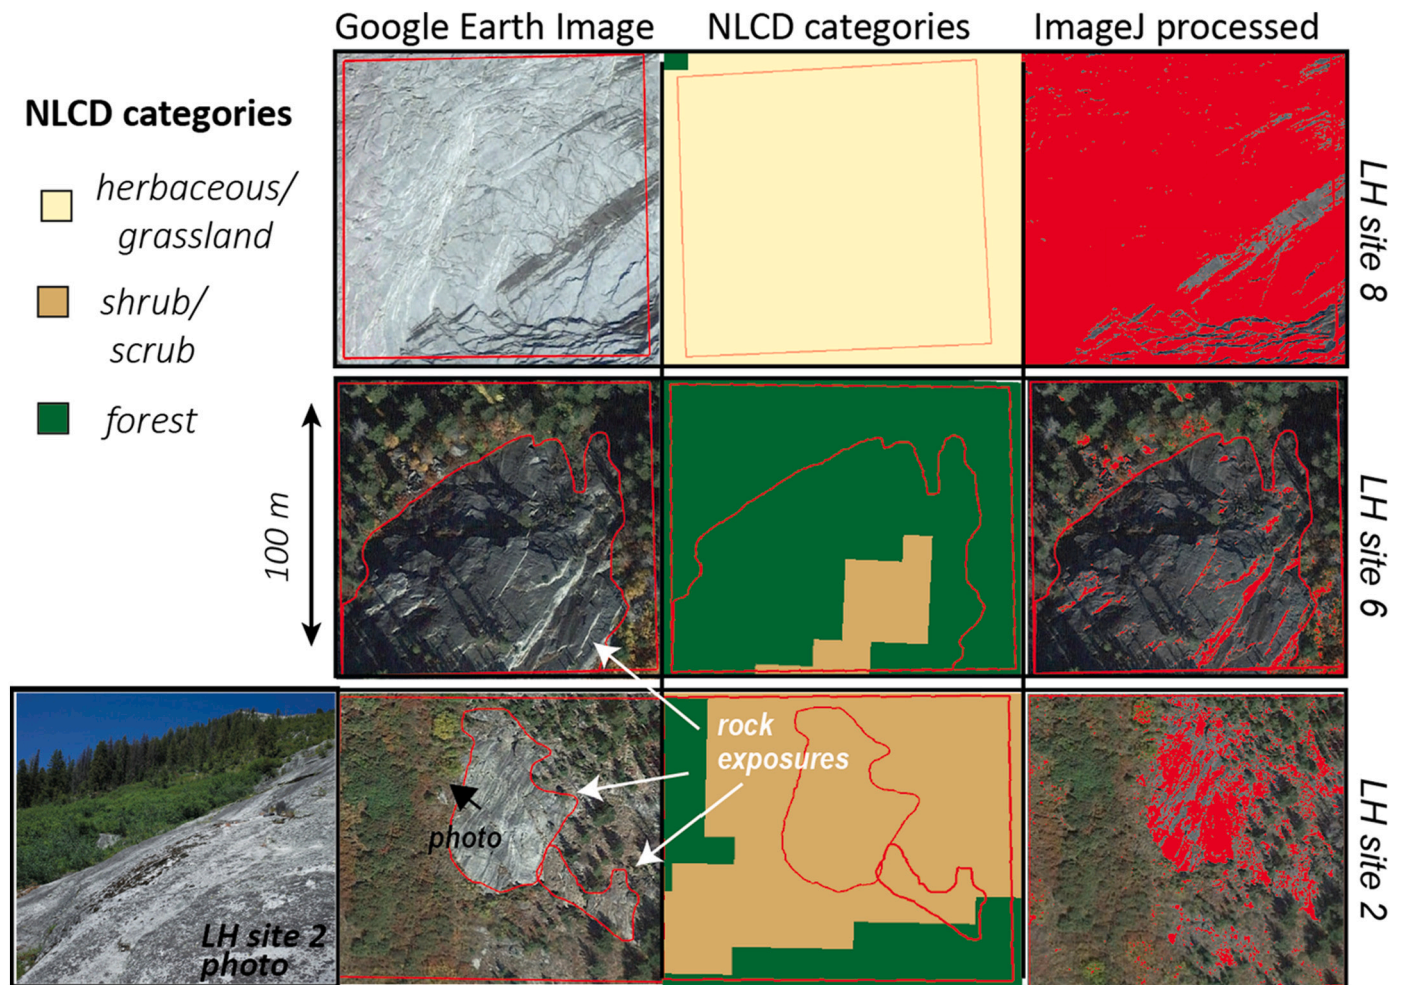 Google Earth Image
NLCD categories
ImageJ processed
NLCD categories
herbaceous/
grassland
shrub/
scrub
forest
100 m
LH site 8
LH site 6
rock
exposures
photo
LH site 2
photo
LH site 2